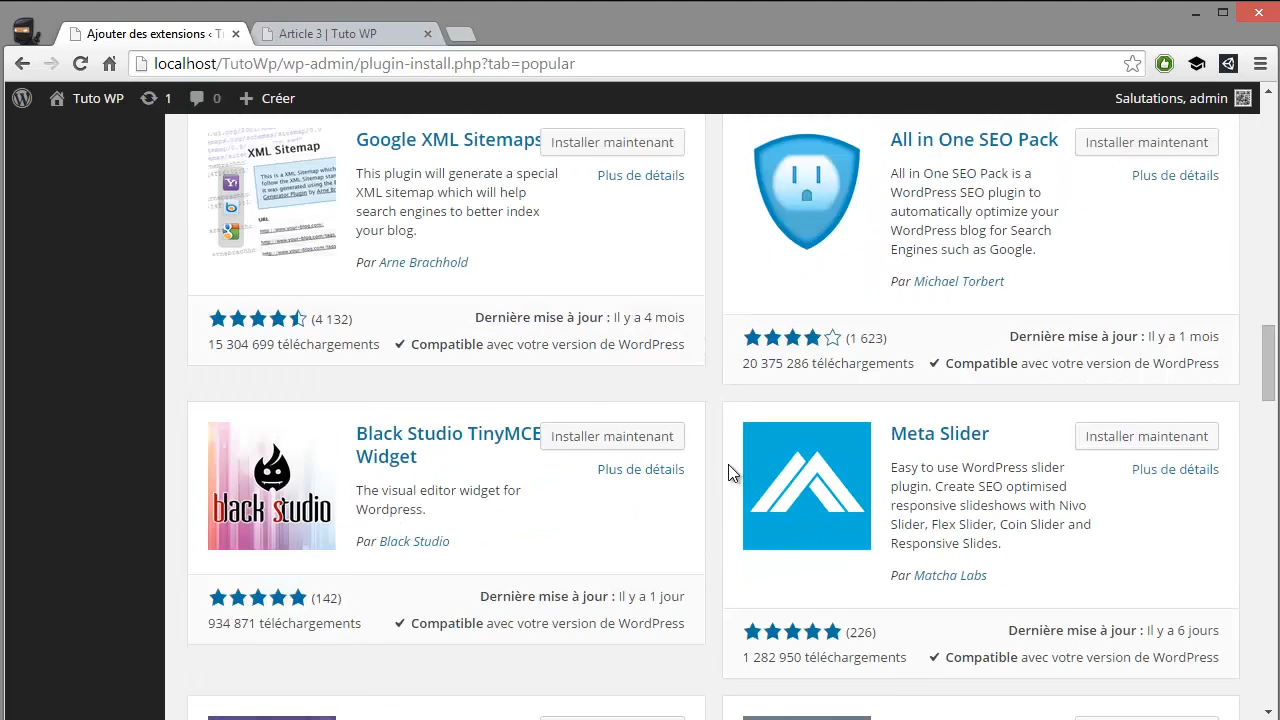 Ajouter des extensions ‹ T
Article 3 | Tuto WP
localhost/TutoWp/wp-admin/plugin-install.php?tab=popular
Tuto WP
1
0
Créer
Salutations, admin
XML Sitemap
Google XML Sitemaps
Installer maintenant
This plugin will generate a special
Plus de détails
XML sitemap which will help
search engines to better index
your blog.
Par Arne Brachhold
(4 132)
Dernière mise à jour : Il y a 4 mois
15 304 699 téléchargements
✔ Compatible avec votre version de WordPress
All in One SEO Pack
Installer maintenant
All in One SEO Pack is a
Plus de détails
WordPress SEO plugin to
automatically optimize your
WordPress blog for Search
Engines such as Google.
Par Michael Torbert
(1 623)
Dernière mise à jour : Il y a 1 mois
20 375 286 téléchargements
✔ Compatible avec votre version de WordPress
black studio
Black Studio TinyMCE
Installer maintenant
Widget
Plus de détails
The visual editor widget for
Wordpress.
Par Black Studio
(142)
Dernière mise à jour : Il y a 1 jour
934 871 téléchargements
✔ Compatible avec votre version de WordPress
Meta Slider
Installer maintenant
Easy to use WordPress slider
Plus de détails
plugin. Create SEO optimised
responsive slideshows with Nivo
Slider, Flex Slider, Coin Slider and
Responsive Slides.
Par Matcha Labs
(226)
Dernière mise à jour : Il y a 6 jours
1 282 950 téléchargements
✔ Compatible avec votre version de WordPress